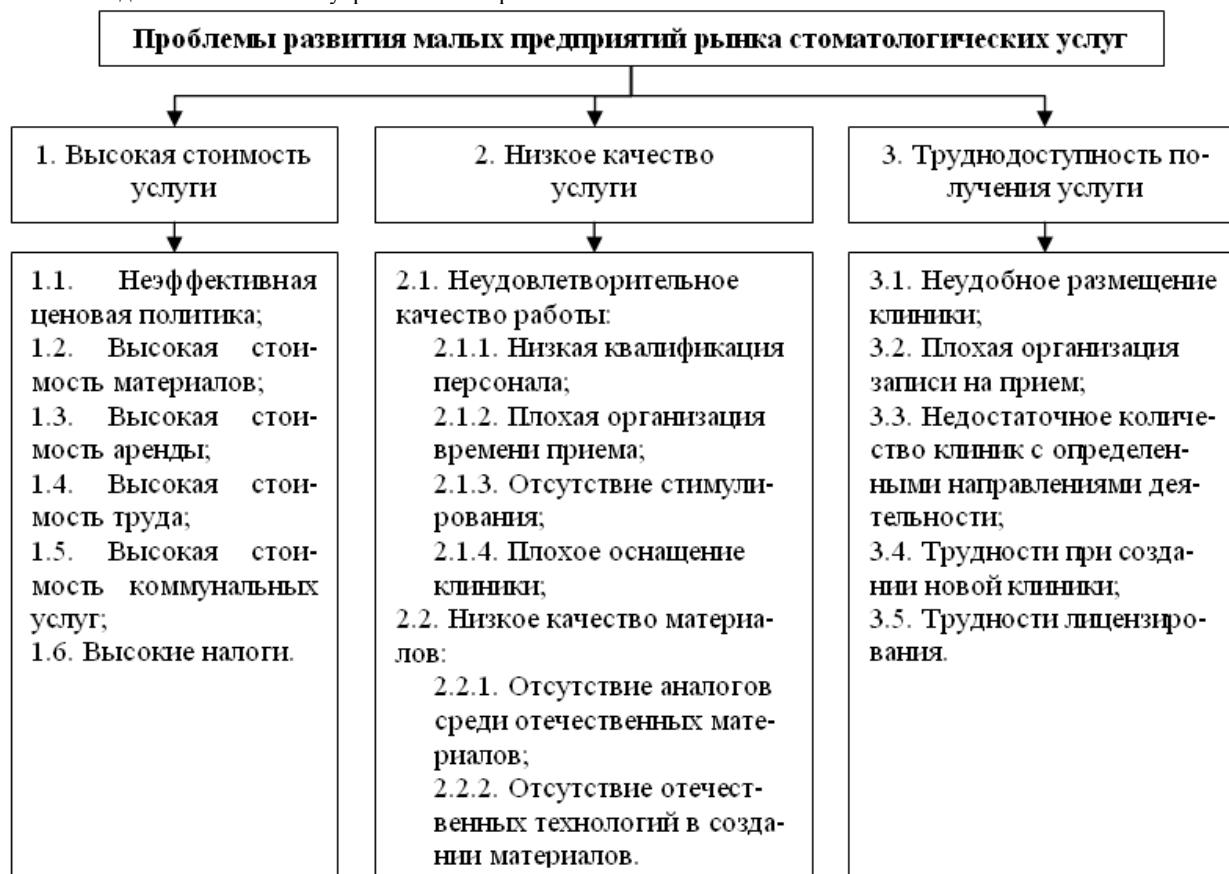 Проблемы развития малых предприятий рынка стоматологических услуг
1. Высокая стоимость
услуги
1.1. Неэффективная
ценовая политика;
1.2. Высокая стои-
мость материалов;
1.3. Высокая стои-
мость аренды;
1.4. Высокая стои-
мость труда;
1.5. Высокая стои-
мость коммунальных
услуг;
1.6. Высокие налоги.
2. Низкое качество
услуги
2.1. Неудовлетворительное
качество работы:
2.1.1. Низкая квалификация
персонала;
2.1.2. Плохая организация
времени приема;
2.1.3. Отсутствие стимули-
рования;
2.1.4. Плохое оснащение
клиники;
2.2. Низкое качество материа-
лов:
2.2.1. Отсутствие аналогов
среди отечественных мате-
риалов;
2.2.2. Отсутствие отечест-
венных технологий в созда-
нии материалов.
3. Труднодоступность по-
лучения услуги
3.1. Неудобное размещение
клиники;
3.2. Плохая организация
записи на прием;
3.3. Недостаточное количе-
ство клиник с определен-
ными направлениями дея-
тельности;
3.4. Трудности при созда-
нии новой клиники;
3.5. Трудности лицензиро-
вания.